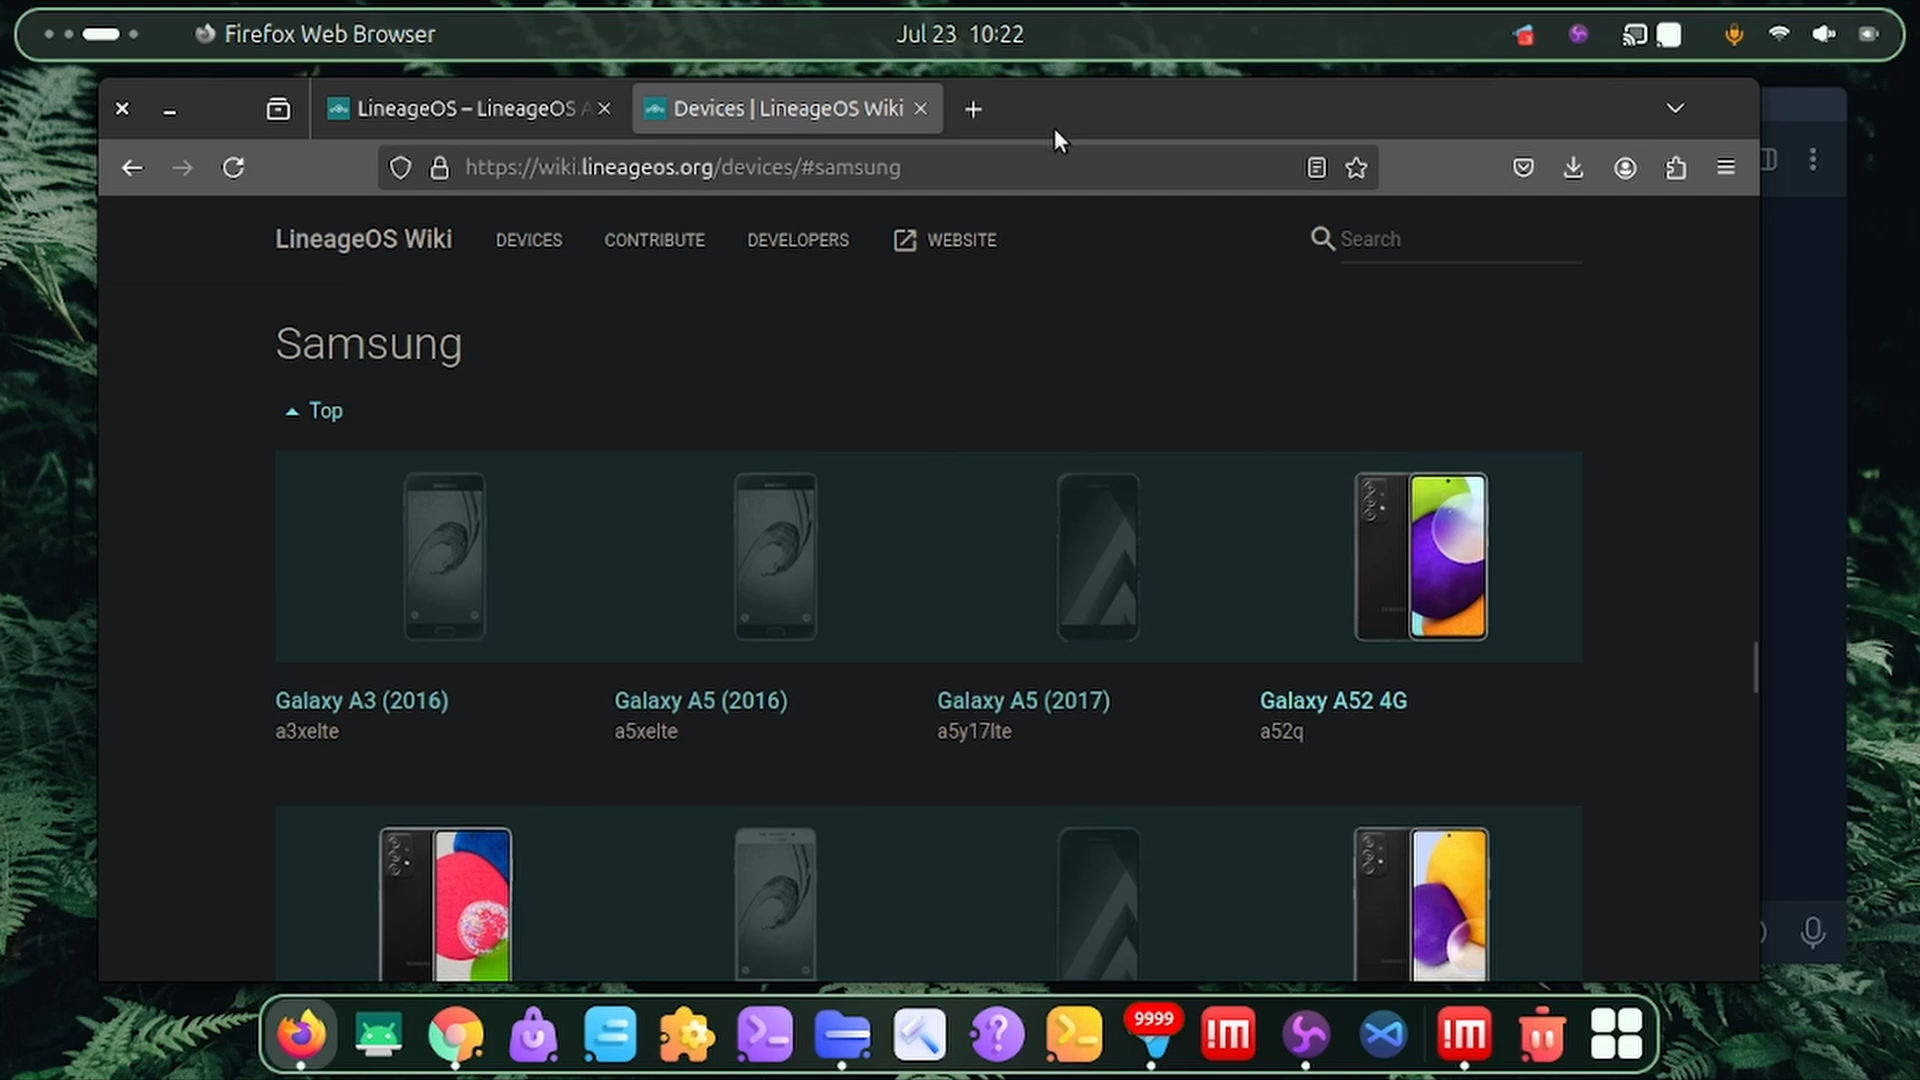 Firefox Web Browser
Jul 23 10:22
LineageOS – LineageOS
Devices | LineageOS Wiki
https://wiki.lineageos.org/devices/#samsung
LineageOS Wiki
DEVICES
CONTRIBUTE
DEVELOPERS
WEBSITE
Search
Samsung
Top
Galaxy A3 (2016)
Galaxy A5 (2016)
Galaxy A5 (2017)
Galaxy A52 4G
a3xelte
a5xelte
a5y17lte
a52q
9999
!M
!M